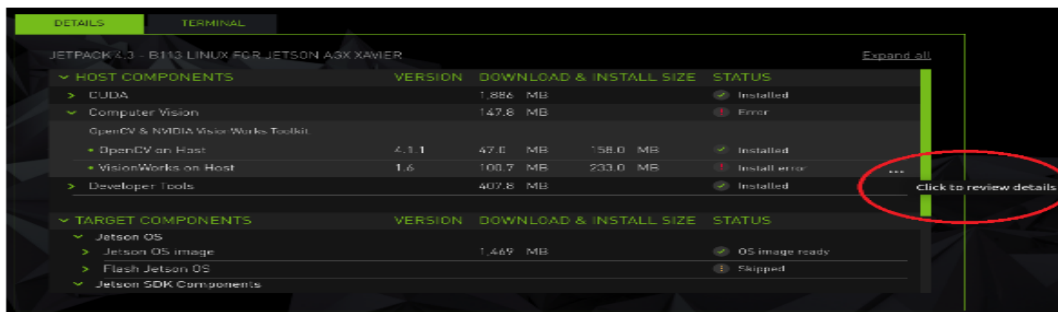 DETAILS TERMINAL
JETPACK 4.3 - B113 LINUX FOR JETSON AGX XAVIER Expand all
HOST COMPONENTS VERSION DOWNLOAD & INSTALL SIZE STATUS
CUDA 1,886 MB Installed
Computer Vision 147.8 MB Error
OpenCV & NVIDIA VisionWorks Toolkit
OpenCV on Host 4.1.1 47.0 MB 158.0 MB Installed
VisionWorks on Host 1.6 100.7 MB 233.0 MB Install error ...
Developer Tools 407.8 MB Installed
Click to review details
TARGET COMPONENTS VERSION DOWNLOAD & INSTALL SIZE STATUS
Jetson OS
Jetson OS image 1,469 MB OS image ready
Flash Jetson OS Skipped
Jetson SDK Components